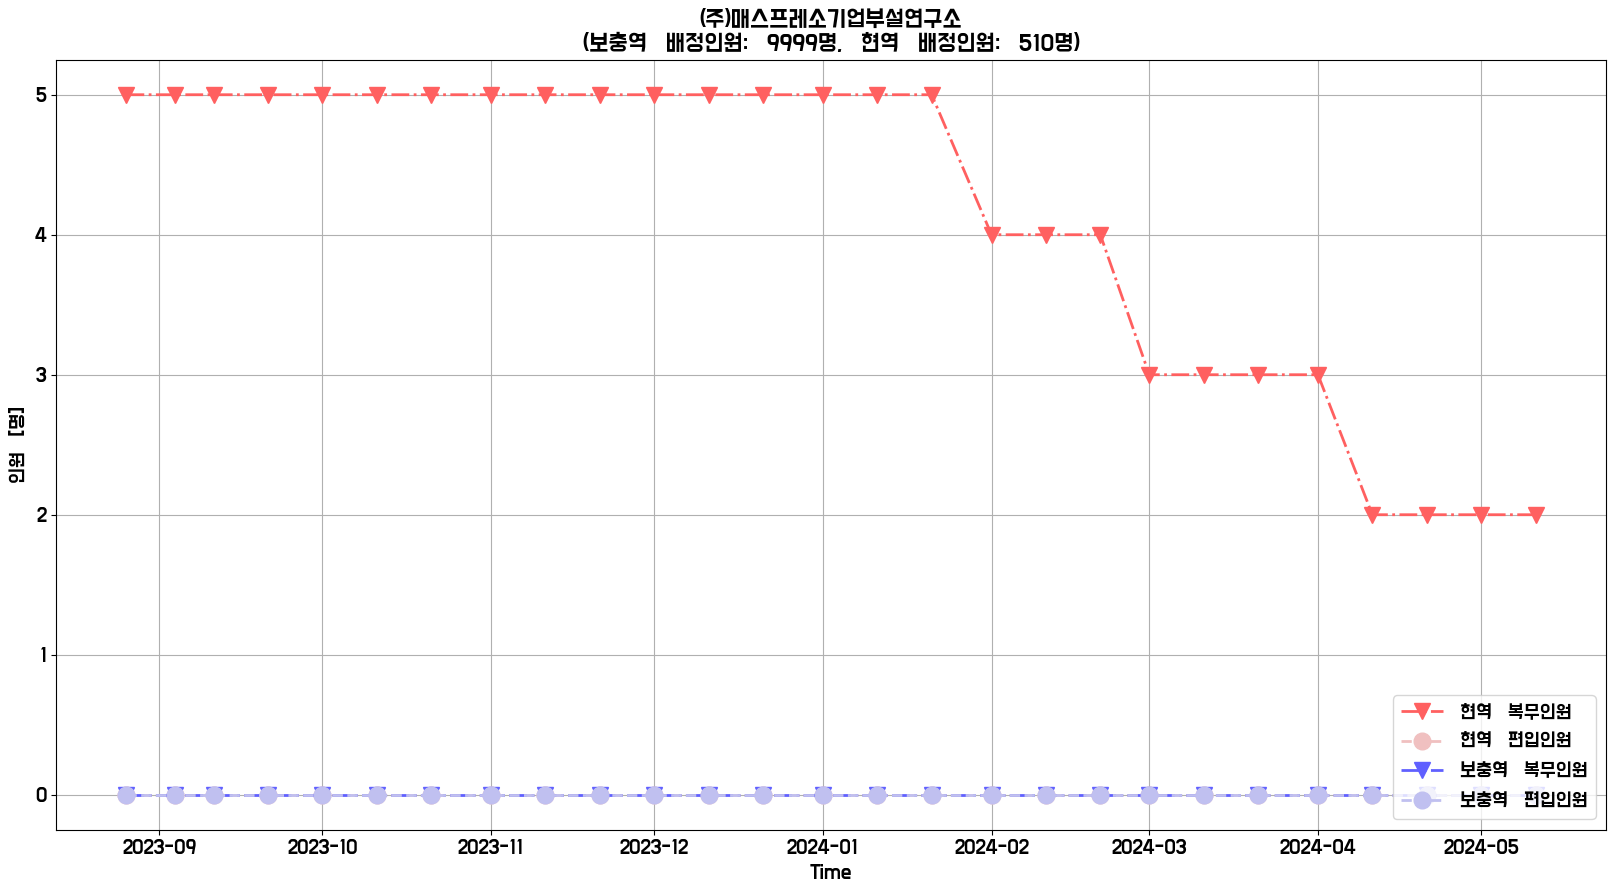 (주)매스프레소기업부설연구소
(보충역 배정인원: 9999명, 현역 배정인원: 510명)
5
4
3
2
1
0
인원 [명]
2023-09 2023-10 2023-11 2023-12 2024-01 2024-02 2024-03 2024-04 2024-05
Time
현역 복무인원
현역 편입인원
보충역 복무인원
보충역 편입인원